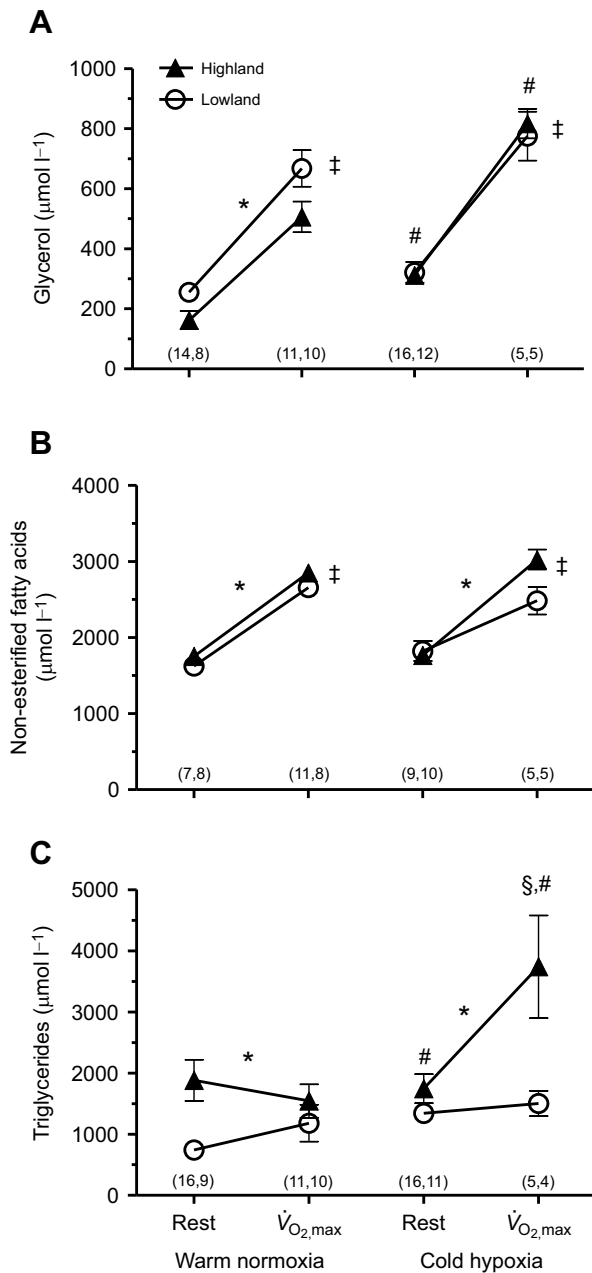 A
1000
800
600
400
200
0
Glycerol (μmol l⁻¹)
Highland
Lowland
*
‡
#
#
‡
(14,8)
(11,10)
(16,12)
(5,5)
B
4000
3000
2000
1000
0
Non-esterified fatty acids
(μmol l⁻¹)
*
‡
*
‡
(7,8)
(11,8)
(9,10)
(5,5)
C
5000
4000
3000
2000
1000
0
Triglycerides (μmol l⁻¹)
*
#
*
§,#
(16,9)
(11,10)
(16,11)
(5,4)
Rest
V̇O₂,max
Rest
V̇O₂,max
Warm normoxia
Cold hypoxia